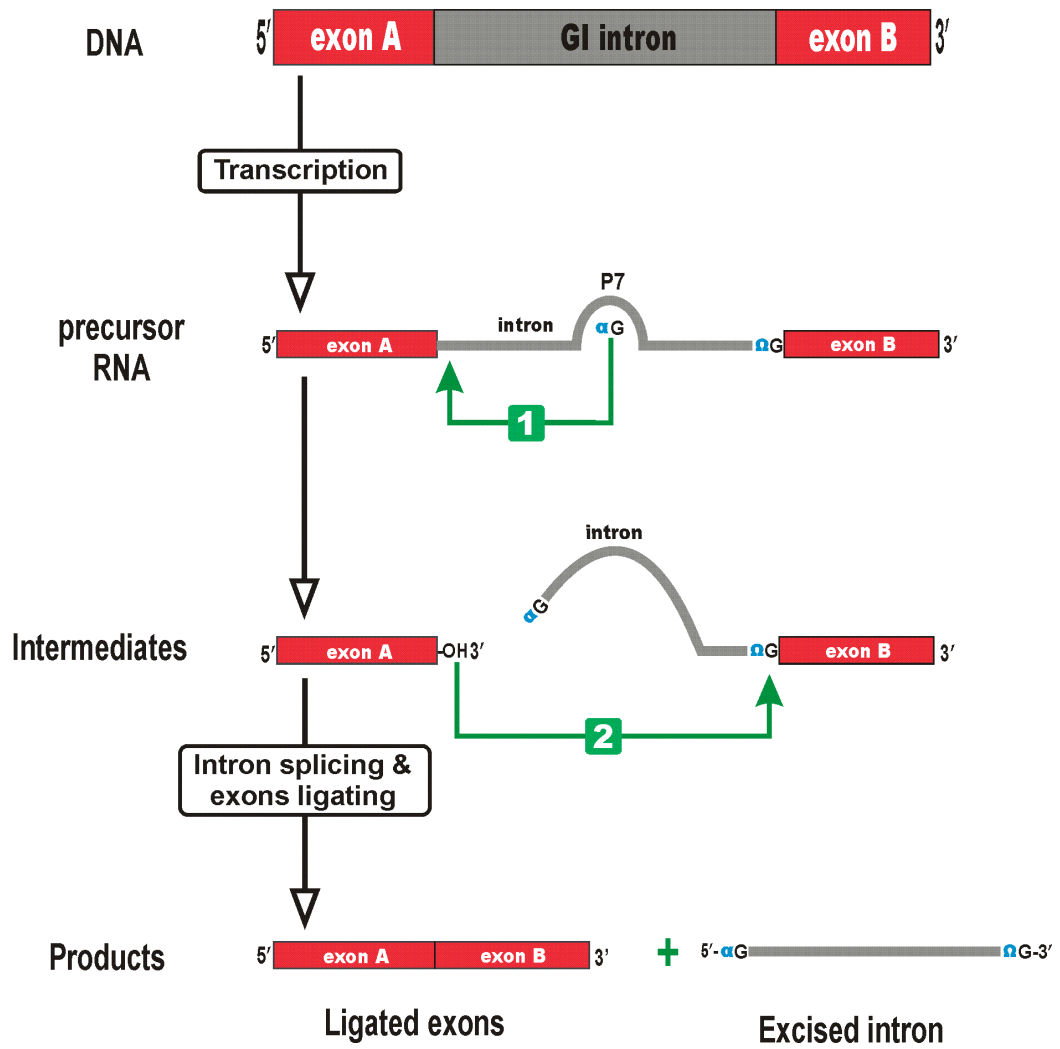 DNA
5′ exon A GI intron exon B 3′
Transcription
P7
precursor
RNA
5′ exon A intron αG ΩG exon B 3′
1
intron
αG
Intermediates
5′ exon A -OH3′ ΩG exon B 3′
2
Intron splicing &
exons ligating
Products
5′ exon A exon B 3′ + 5′- αG ΩG-3′
Ligated exons
Excised intron